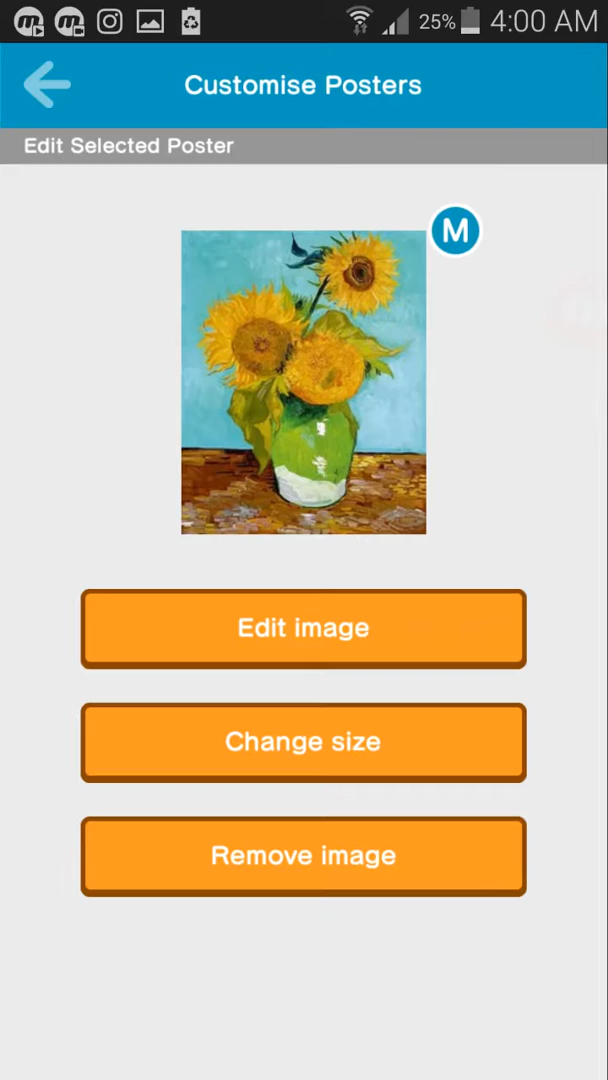 25% 4:00 AM
Customise Posters
Edit Selected Poster
M
Edit image
Change size
Remove image